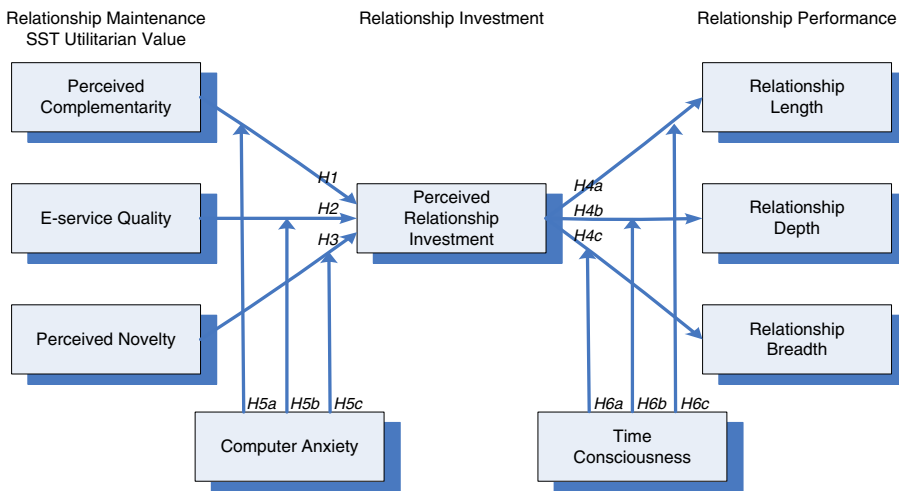 Relationship Maintenance
SST Utilitarian Value
Relationship Investment
Relationship Performance
Perceived
Complementarity
E-service Quality
Perceived Novelty
H1
H2
H3
Perceived
Relationship
Investment
H4a
H4b
H4c
Relationship
Length
Relationship
Depth
Relationship
Breadth
H5a
H5b
H5c
Computer Anxiety
H6a
H6b
H6c
Time
Consciousness